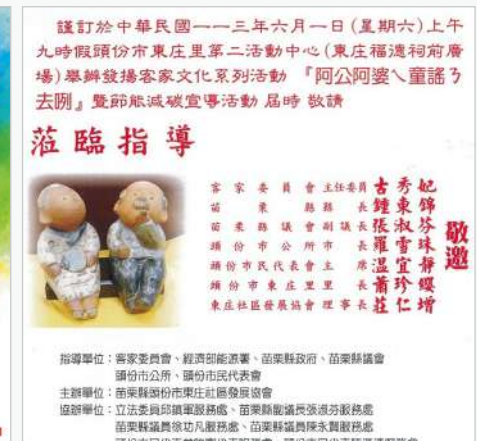 謹訂於中華民國一一三年六月一日(星期六)上午
九時假頭份市東庄里第二活動中心(東庄福德祠前廣
場)舉辦發揚客家文化系列活動 『阿公阿婆ㄟ童謠ㄋ
去咧』暨節能減碳宣導活動 屆時 敬請
蒞臨指導
客家委員會主任委員 古秀妃
苗栗縣縣長 鍾東錦
苗栗縣議會副議長 張淑芬
頭份市公所市長 羅雪珠
頭份市民代表會主席 溫宜靜
頭份市東庄里里長 蕭珍
東庄社區發展協會理事長 莊仁增
敬邀
指導單位：客家委員會、經濟部能源署、苗栗縣政府、苗栗縣議會
頭份市公所、頭份市民代表會
主辦單位：苗栗縣頭份市東庄社區發展協會
協辦單位：立法委員邱鎮軍服務處、苗栗縣副議長張淑芬服務處
苗栗縣議員徐功凡服務處、苗栗縣議員陳永賢服務處